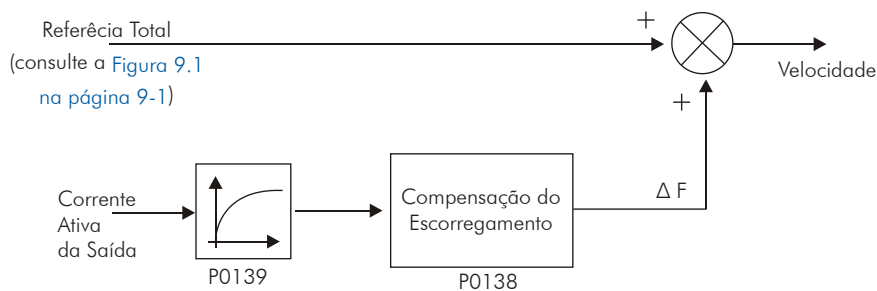 Referêcia Total
(consulte a Figura 9.1
na página 9-1)
+
Velocidade
+
Δ F
Corrente
Ativa
da Saída
P0139
Compensação do
Escorregamento
P0138